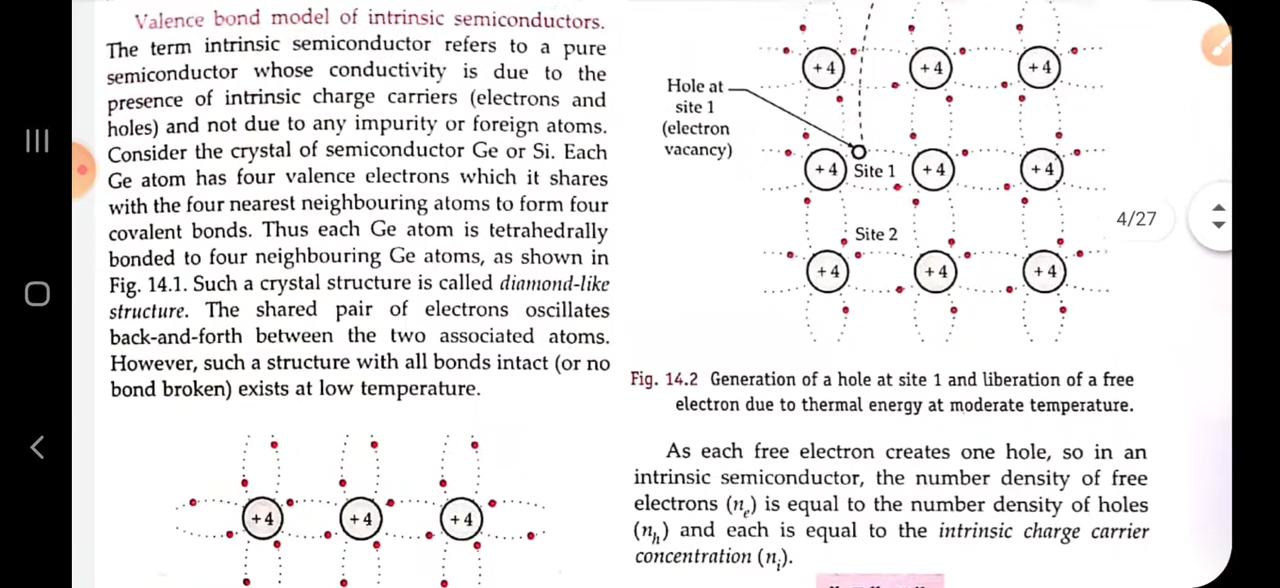 Valence bond model of intrinsic semiconductors.
The term intrinsic semiconductor refers to a pure
semiconductor whose conductivity is due to the
presence of intrinsic charge carriers (electrons and
holes) and not due to any impurity or foreign atoms.
Consider the crystal of semiconductor Ge or Si. Each
Ge atom has four valence electrons which it shares
with the four nearest neighbouring atoms to form four
covalent bonds. Thus each Ge atom is tetrahedrally
bonded to four neighbouring Ge atoms, as shown in
Fig. 14.1. Such a crystal structure is called diamond-like
structure. The shared pair of electrons oscillates
back-and-forth between the two associated atoms.
However, such a structure with all bonds intact (or no
bond broken) exists at low temperature.
+4 +4 +4
+4 +4 +4
Hole at
site 1
(electron
vacancy)
+4 Site 1 +4 +4
Site 2
+4 +4 +4
4/27
Fig. 14.2 Generation of a hole at site 1 and liberation of a free
electron due to thermal energy at moderate temperature.
As each free electron creates one hole, so in an
intrinsic semiconductor, the number density of free
electrons (nₑ) is equal to the number density of holes
(nₕ) and each is equal to the intrinsic charge carrier
concentration (nᵢ).